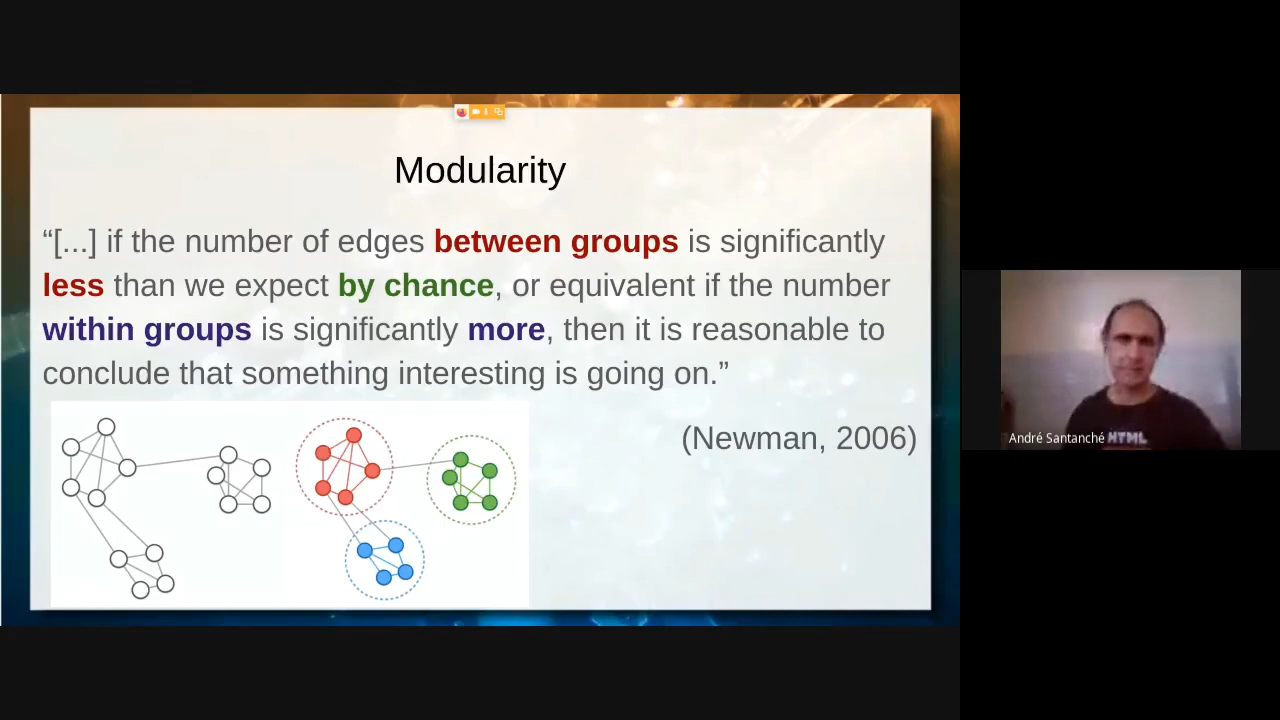 Modularity
“[...] if the number of edges between groups is significantly
less than we expect by chance, or equivalent if the number
within groups is significantly more, then it is reasonable to
conclude that something interesting is going on.”
(Newman, 2006)
André Santanché
HTML